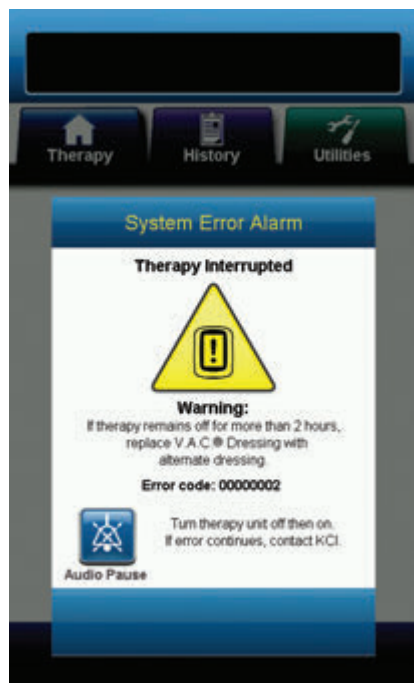 Therapy History Utilities
System Error Alarm
Therapy Interrupted
!
Warning:
If therapy remains off for more than 2 hours,
replace V.A.C.® Dressing with
alternate dressing.
Error code: 00000002
Turn therapy unit off then on.
If error continues, contact KCI.
Audio Pause